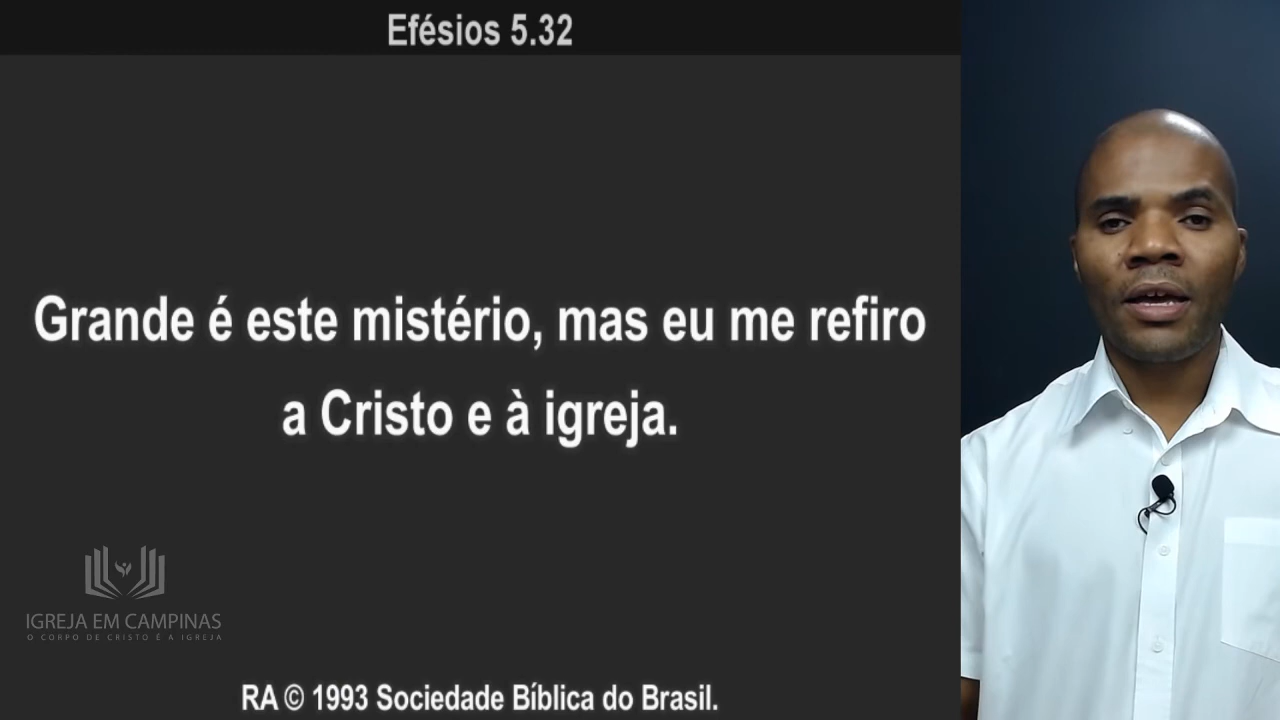 Efésios 5.32
Grande é este mistério, mas eu me refiro
a Cristo e à igreja.
IGREJA EM CAMPINAS
O CORPO DE CRISTO É A IGREJA
RA © 1993 Sociedade Bíblica do Brasil.